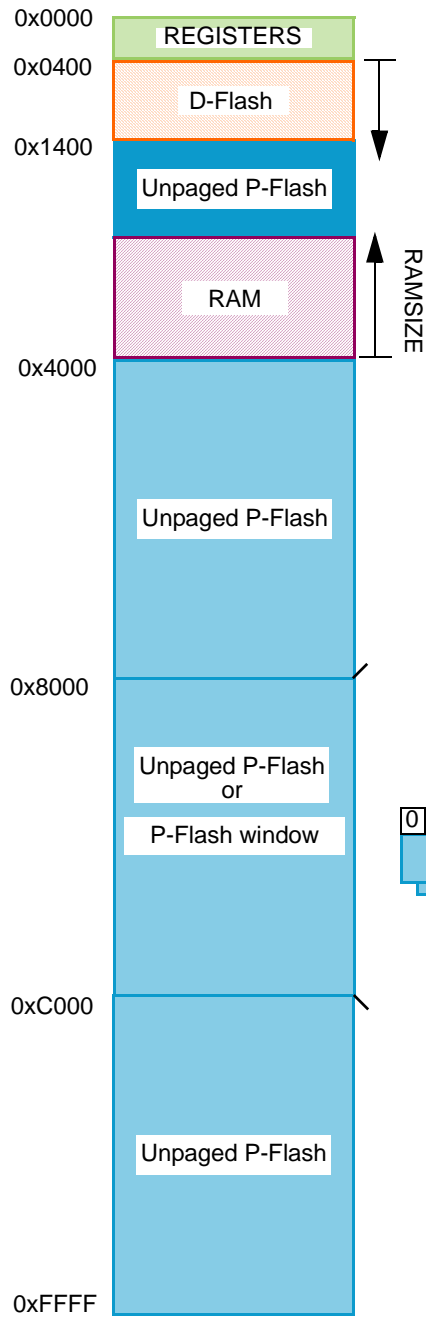 0x0000
REGISTERS
0x0400
D-Flash
0x1400
Unpaged P-Flash
RAM
RAMSIZE
0x4000
Unpaged P-Flash
0x8000
Unpaged P-Flash
or
P-Flash window
0
0xC000
Unpaged P-Flash
0xFFFF